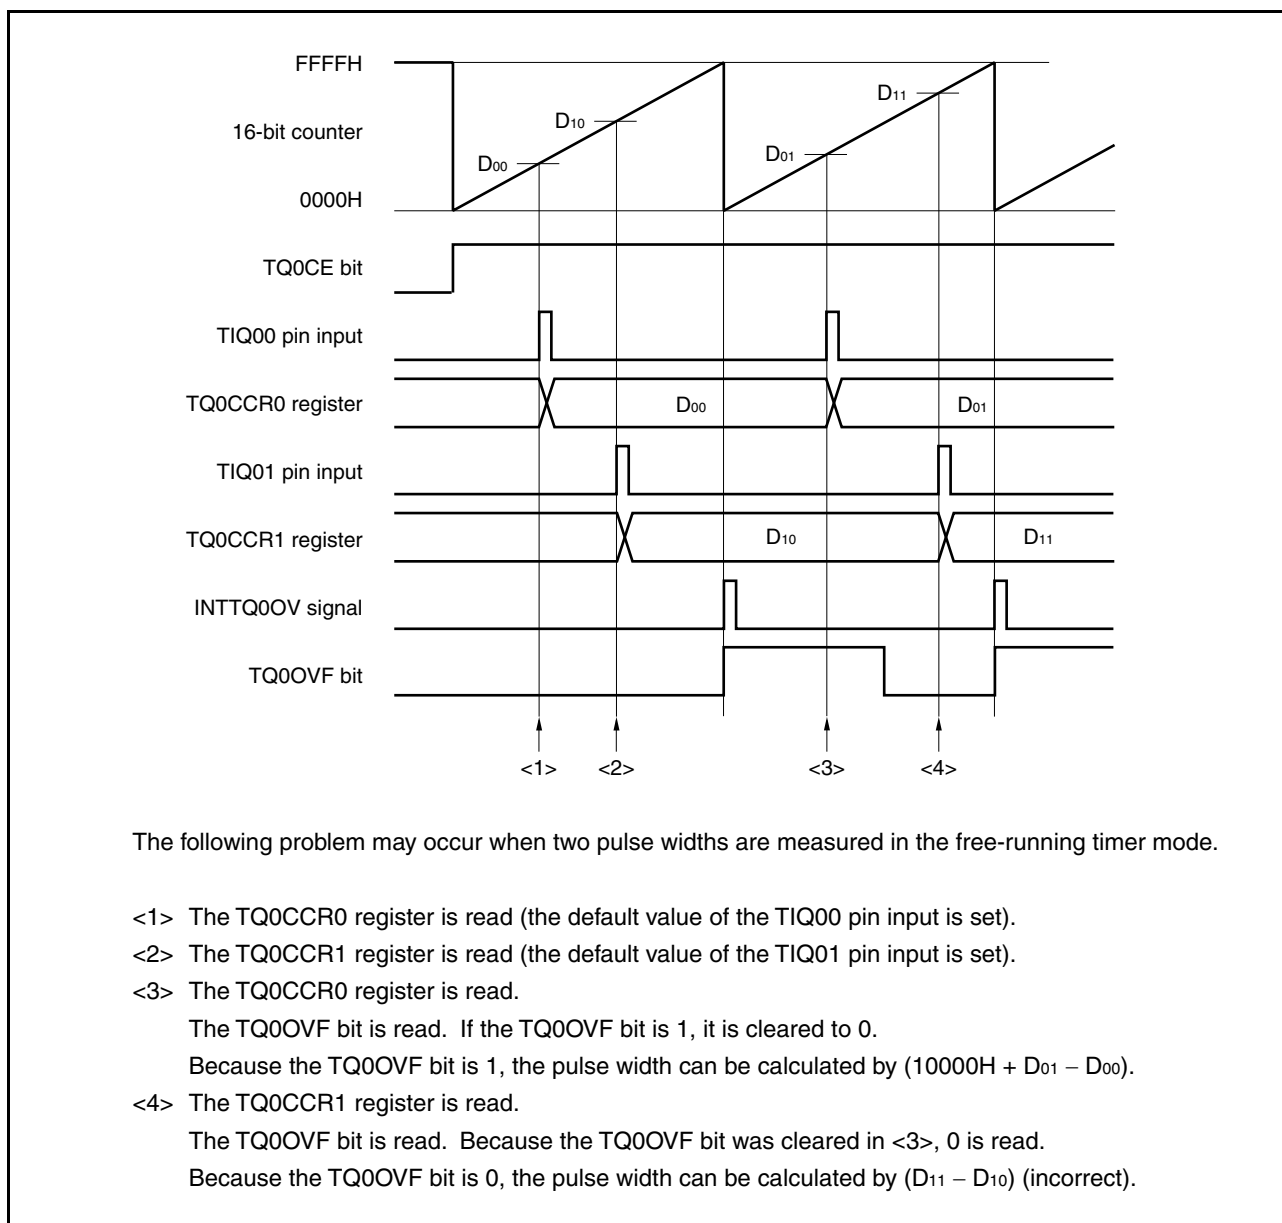 FFFFH
D11
D10
16-bit counter
D01
D00
0000H
TQ0CE bit
TIQ00 pin input
TQ0CCR0 register
D00
D01
TIQ01 pin input
TQ0CCR1 register
D10
D11
INTTQ0OV signal
TQ0OVF bit
<1> <2> <3> <4>
The following problem may occur when two pulse widths are measured in the free-running timer mode.
<1> The TQ0CCR0 register is read (the default value of the TIQ00 pin input is set).
<2> The TQ0CCR1 register is read (the default value of the TIQ01 pin input is set).
<3> The TQ0CCR0 register is read.
The TQ0OVF bit is read. If the TQ0OVF bit is 1, it is cleared to 0.
Because the TQ0OVF bit is 1, the pulse width can be calculated by (10000H + D01 − D00).
<4> The TQ0CCR1 register is read.
The TQ0OVF bit is read. Because the TQ0OVF bit was cleared in <3>, 0 is read.
Because the TQ0OVF bit is 0, the pulse width can be calculated by (D11 − D10) (incorrect).